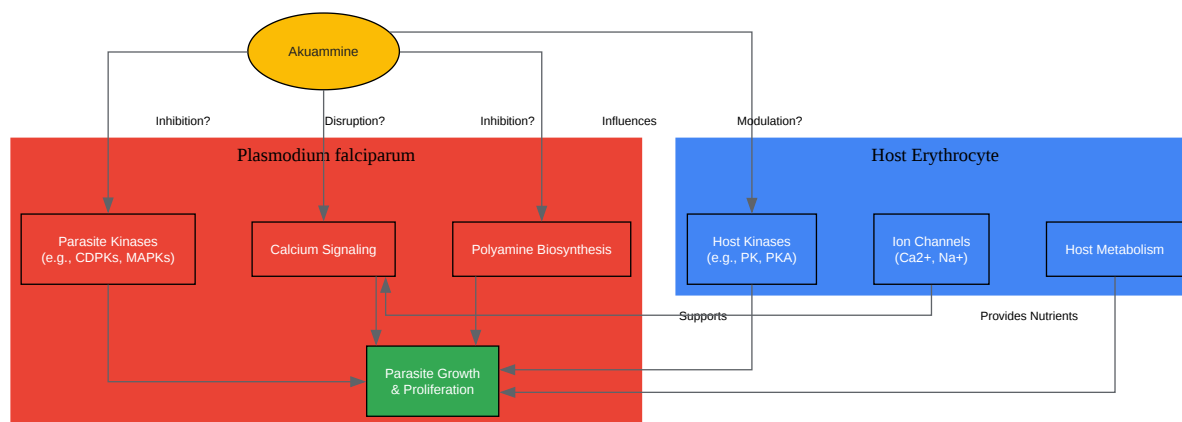 Akuammine
Inhibition?
Disruption?
Inhibition?
Influences
Modulation?
Plasmodium falciparum
Host Erythrocyte
Parasite Kinases
(e.g., CDPKs, MAPKs)
Calcium Signaling
Polyamine Biosynthesis
Host Kinases
(e.g., PK, PKA)
Ion Channels
(Ca2+, Na+)
Host Metabolism
Supports
Provides Nutrients
Parasite Growth
& Proliferation